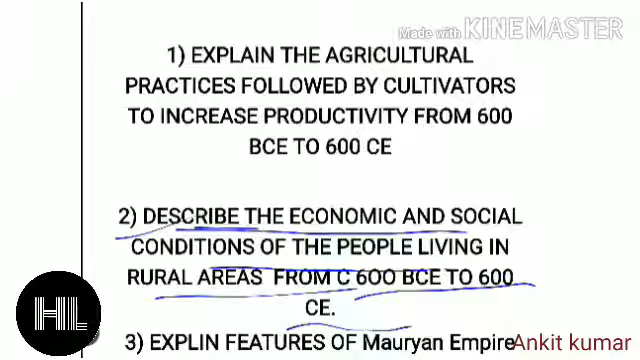 Made with KINEMASTER
1) EXPLAIN THE AGRICULTURAL
PRACTICES FOLLOWED BY CULTIVATORS
TO INCREASE PRODUCTIVITY FROM 600
BCE TO 600 CE
2) DESCRIBE THE ECONOMIC AND SOCIAL
CONDITIONS OF THE PEOPLE LIVING IN
RURAL AREAS FROM C 6OO BCE TO 600
CE.
HL
3) EXPLIN FEATURES OF Mauryan Empire
Ankit kumar